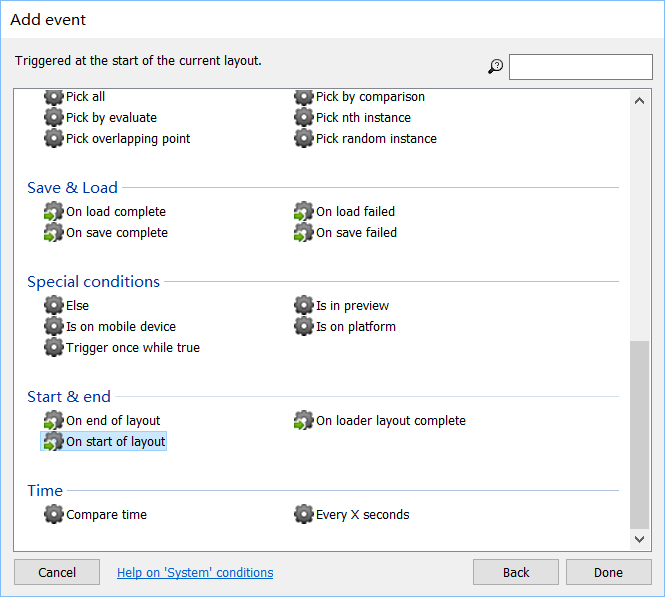 Add event
Triggered at the start of the current layout.
Pick all
Pick by comparison
Pick by evaluate
Pick nth instance
Pick overlapping point
Pick random instance
Save & Load
On load complete
On load failed
On save complete
On save failed
Special conditions
Else
Is in preview
Is on mobile device
Is on platform
Trigger once while true
Start & end
On end of layout
On loader layout complete
On start of layout
Time
Compare time
Every X seconds
Cancel
Help on 'System' conditions
Back
Done